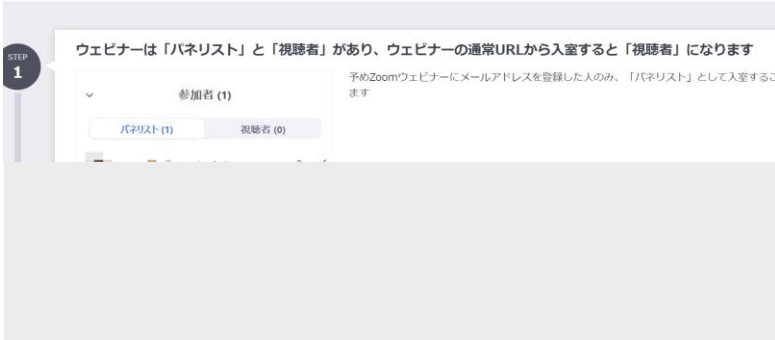 STEP
1
ウェビナーは「パネリスト」と「視聴者」があり、ウェビナーの通常URLから入室すると「視聴者」になります
予めZoomウェビナーにメールアドレスを登録した人のみ、「パネリスト」として入室するこ
ます
参加者 (1)
パネリスト (1)
視聴者 (0)